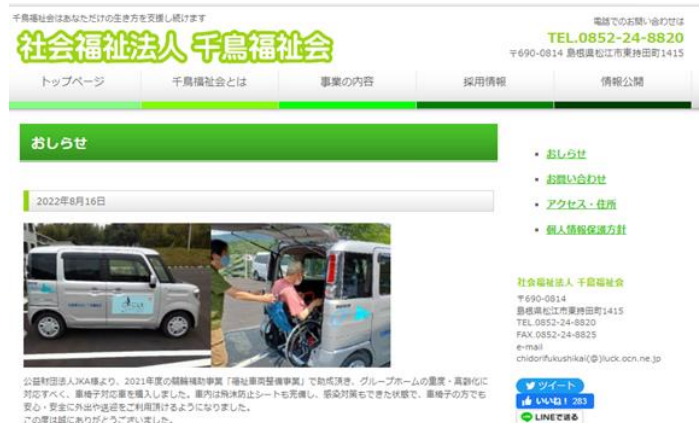 千鳥福祉会はあなただけの生き方を支援し続けます
社会福祉法人 千鳥福祉会
電話でのお問い合わせは
TEL.0852-24-8820
〒690-0814 島根県松江市東持田町1415
トップページ
千鳥福祉会とは
事業の内容
採用情報
情報公開
おしらせ
2022年8月16日
公益財団法人JKA様より、2021年度の競輪補助事業「福祉車両整備事業」で助成頂き、グループホームの重度・高齢化に
対応すべく、車椅子対応車を購入しました。車内は飛沫防止シートも完備し、感染対策もできた状態で、車椅子の方でも
安心・安全に外出や送迎をご利用頂けるようになりました。
この度は誠にありがとうございました。
おしらせ
お問い合わせ
アクセス・住所
個人情報保護方針
社会福祉法人 千鳥福祉会
〒690-0814
島根県松江市東持田町1415
TEL.0852-24-8820
FAX.0852-24-8825
e-mail
chidorifukushikai(@)luck.ocn.ne.jp
ツイート
いいね! 283
LINEで送る